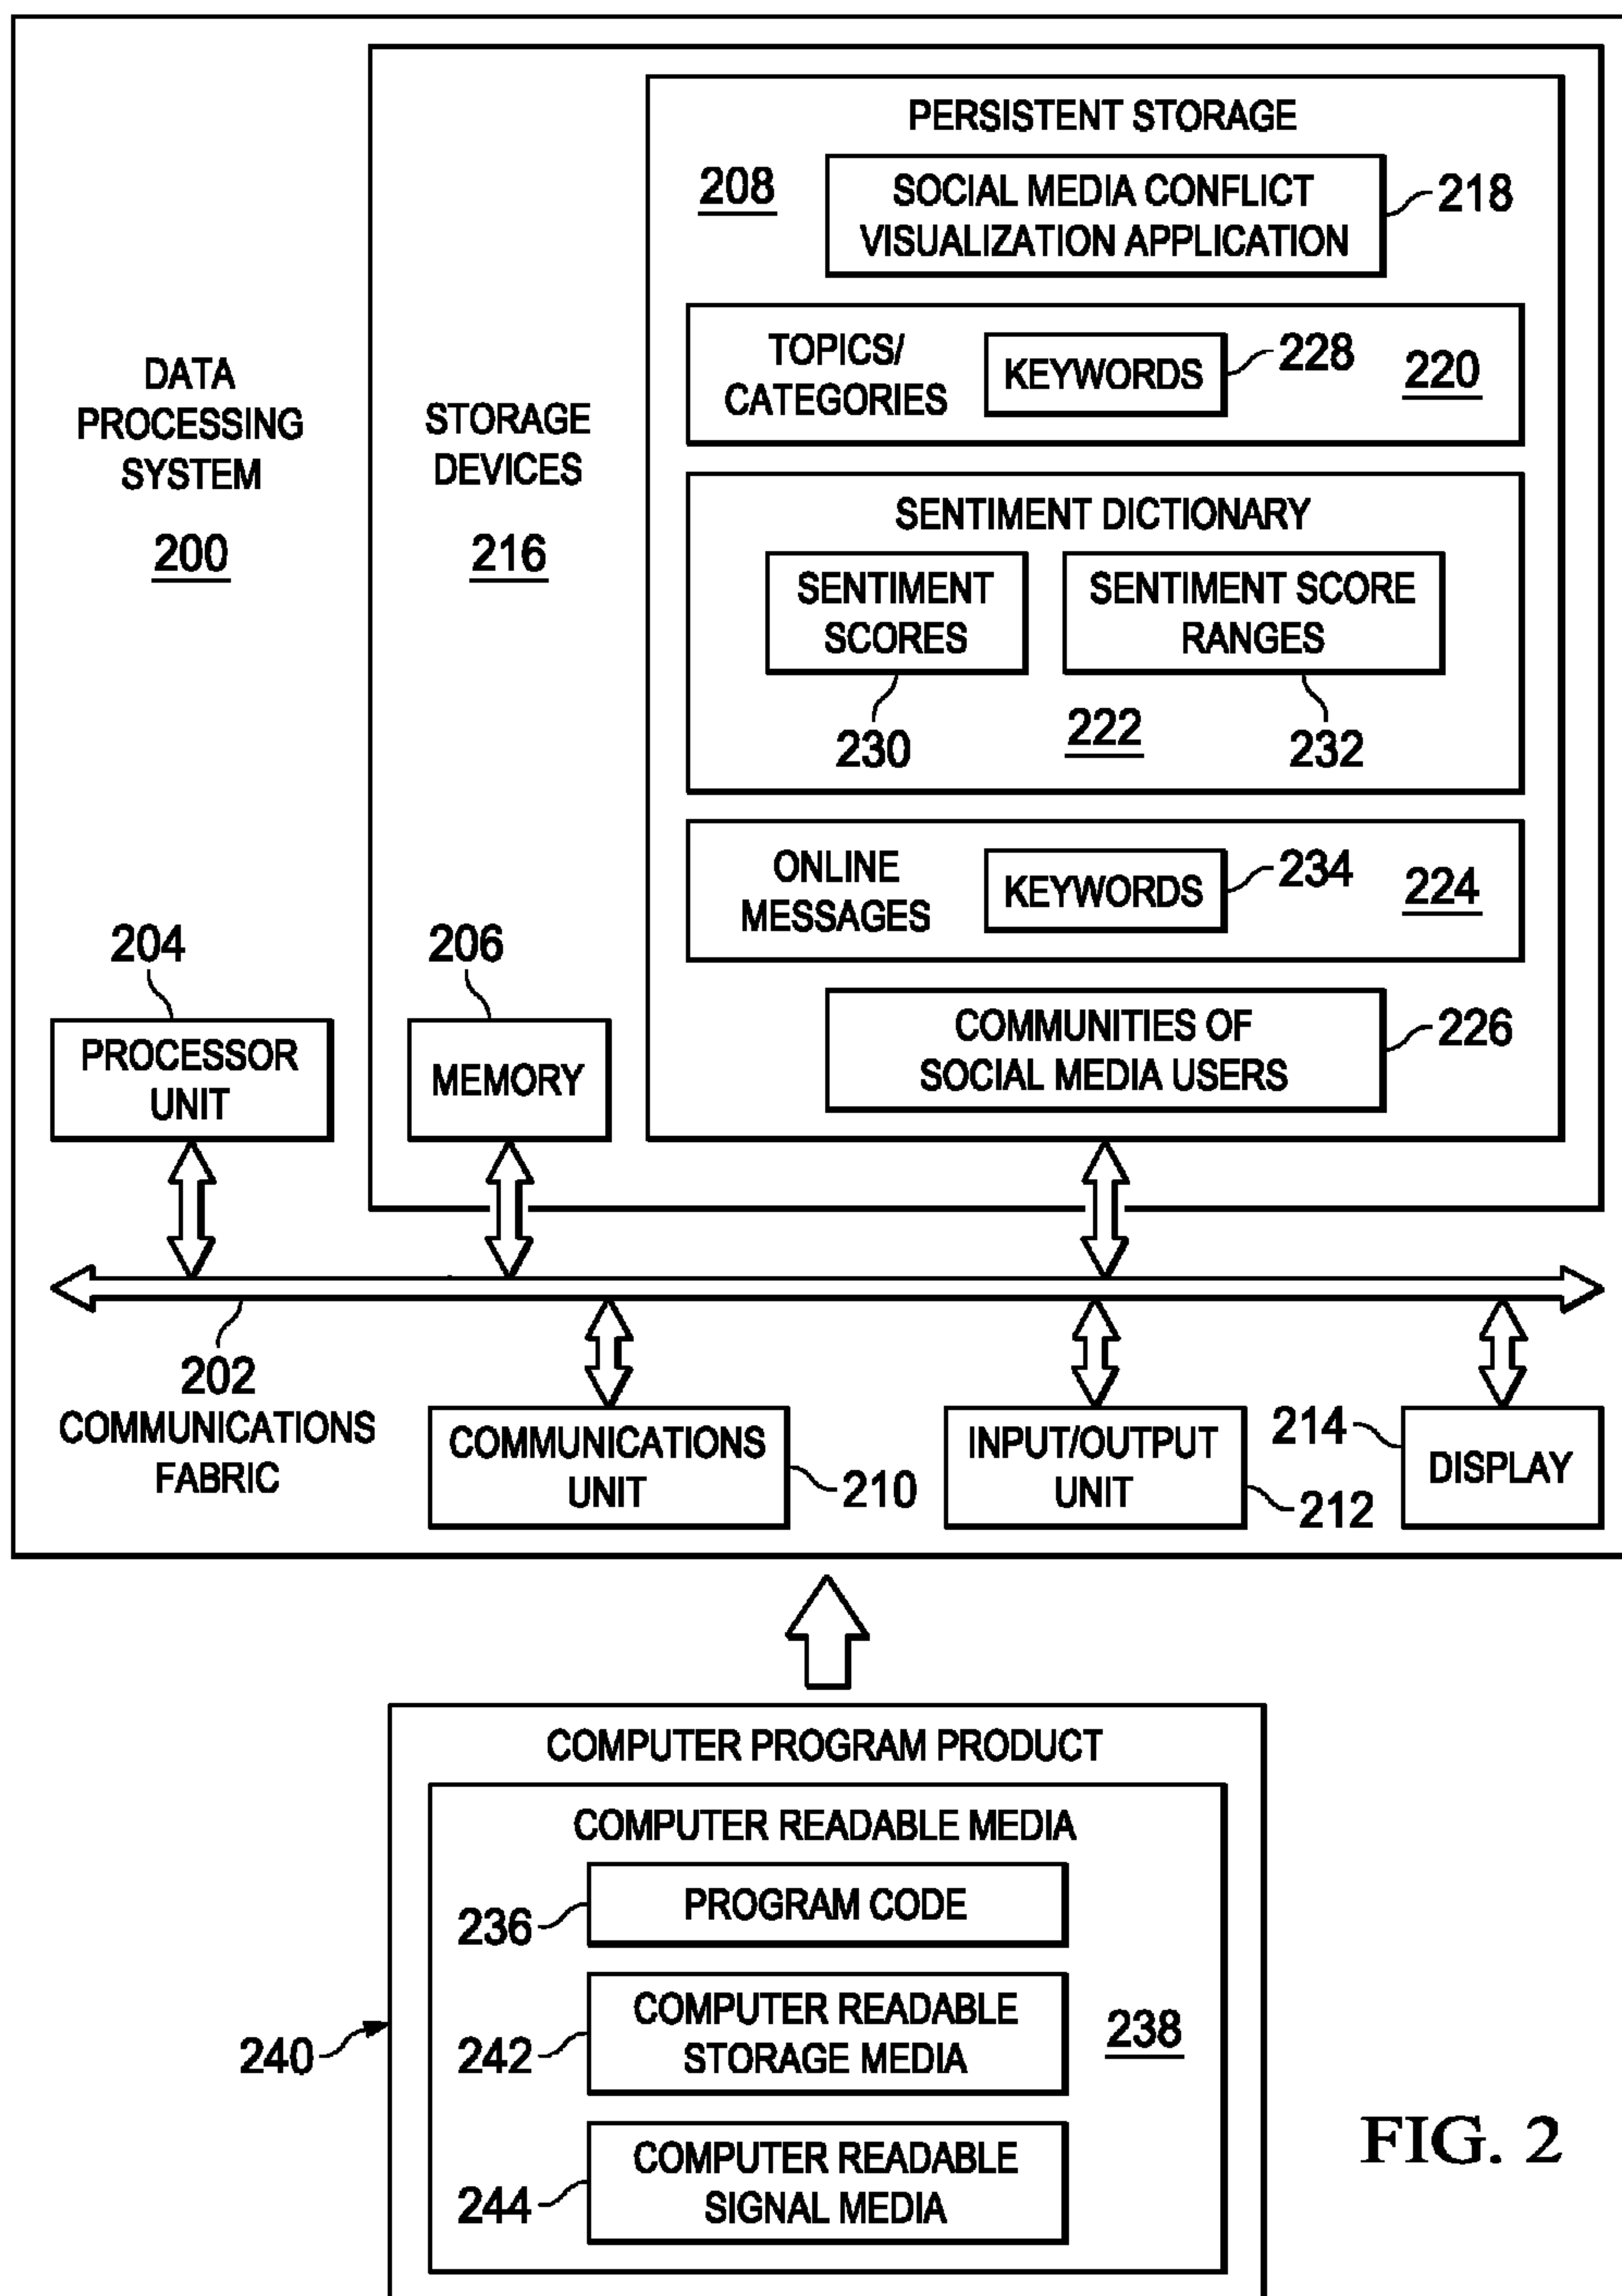 PERSISTENT STORAGE
208
SOCIAL MEDIA CONFLICT
VISUALIZATION APPLICATION
218
TOPICS/
CATEGORIES
KEYWORDS
228
220
DATA
PROCESSING
SYSTEM
200
STORAGE
DEVICES
216
SENTIMENT DICTIONARY
SENTIMENT
SCORES
SENTIMENT SCORE
RANGES
230
222
232
ONLINE
MESSAGES
KEYWORDS
234
224
204
PROCESSOR
UNIT
206
MEMORY
COMMUNITIES OF
SOCIAL MEDIA USERS
226
202
COMMUNICATIONS
FABRIC
COMMUNICATIONS
UNIT
210
INPUT/OUTPUT
UNIT
212
214
DISPLAY
COMPUTER PROGRAM PRODUCT
COMPUTER READABLE MEDIA
236
PROGRAM CODE
240
242
COMPUTER READABLE
STORAGE MEDIA
238
244
COMPUTER READABLE
SIGNAL MEDIA
FIG. 2